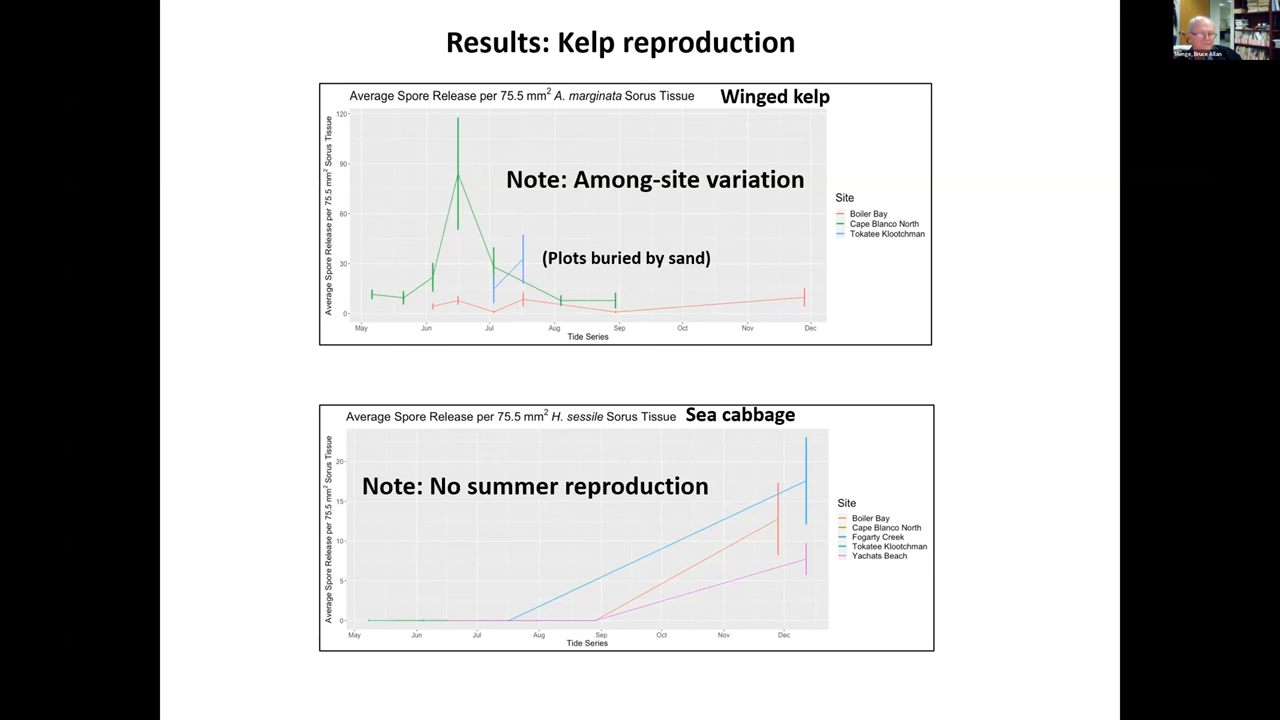 Results: Kelp reproduction
Menge, Bruce Allan
Average Spore Release per 75.5 mm² A. marginata Sorus Tissue
Winged kelp
Average Spore Release per 75.5 mm² Sorus Tissue
120
90
60
30
0
Note: Among-site variation
(Plots buried by sand)
Site
Boiler Bay
Cape Blanco North
Tokatee Klootchman
May Jun Jul Aug Sep Oct Nov Dec
Tide Series
Average Spore Release per 75.5 mm² H. sessile Sorus Tissue
Sea cabbage
Average Spore Release per 75.5 mm² Sorus Tissue
20
15
10
5
0
Note: No summer reproduction
Site
Boiler Bay
Cape Blanco North
Fogarty Creek
Tokatee Klootchman
Yachats Beach
May Jun Jul Aug Sep Oct Nov Dec
Tide Series